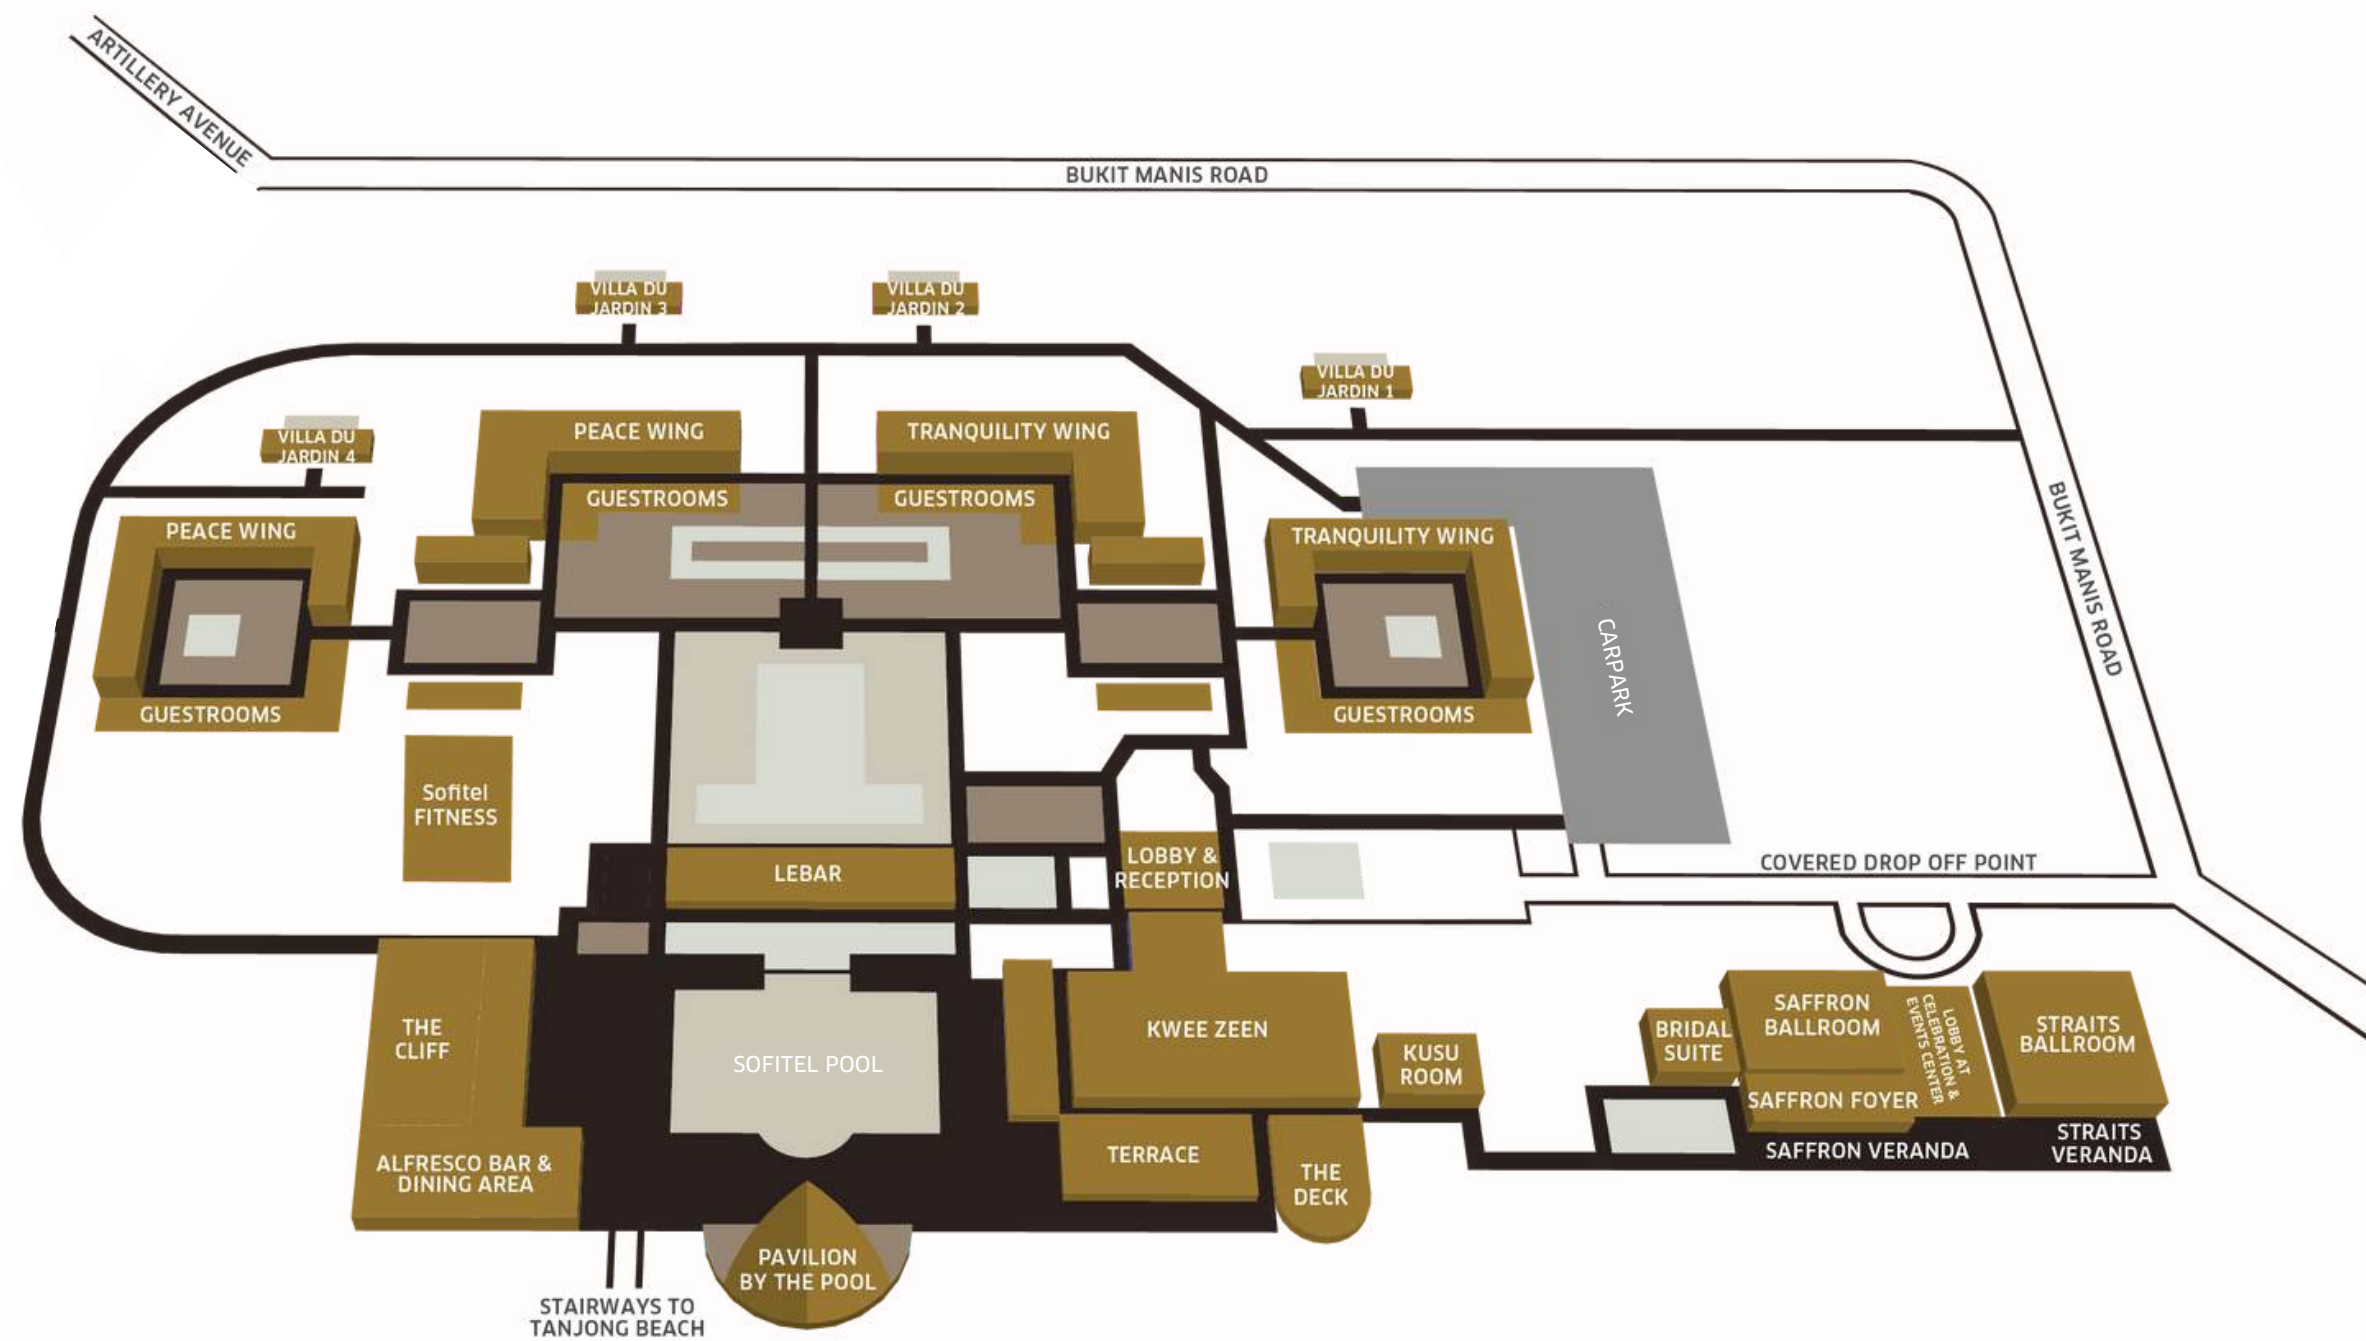 ARTILLERY AVENUE
BUKIT MANIS ROAD
VILLA DU
JARDIN 3
VILLA DU
JARDIN 2
VILLA DU
JARDIN 1
VILLA DU
JARDIN 4
PEACE WING
GUESTROOMS
TRANQUILITY WING
GUESTROOMS
PEACE WING
GUESTROOMS
TRANQUILITY WING
GUESTROOMS
CARPARK
BUKIT MANIS ROAD
Sofitel
FITNESS
LEBAR
LOBBY &
RECEPTION
COVERED DROP OFF POINT
THE
CLIFF
ALFRESCO BAR &
DINING AREA
SOFITEL POOL
KWEE ZEEN
KUSU
ROOM
TERRACE
THE
DECK
BRIDAL
SUITE
SAFFRON
BALLROOM
SAFFRON FOYER
LOBBY AT
CELEBRATION &
EVENTS CENTER
STRAITS
BALLROOM
SAFFRON VERANDA
STRAITS
VERANDA
PAVILION
BY THE POOL
STAIRWAYS TO
TANJONG BEACH